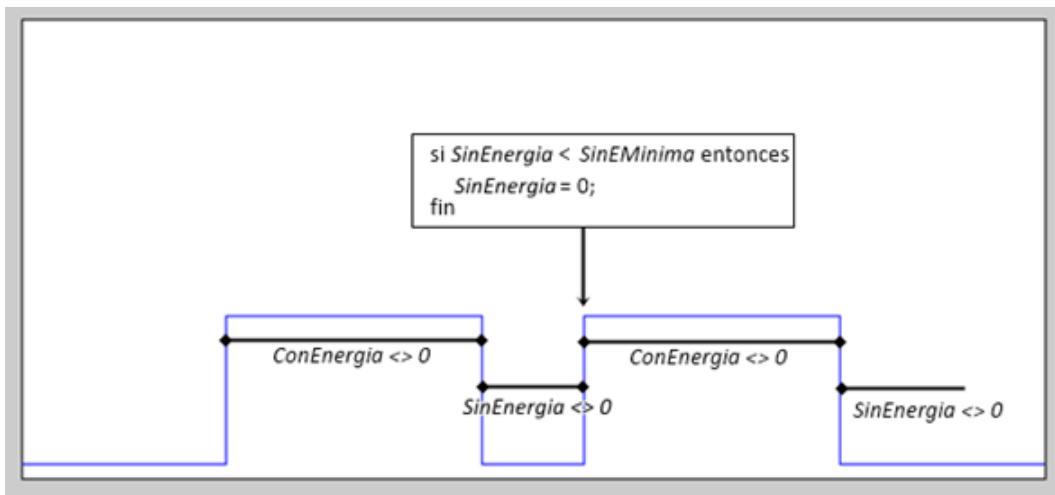 si SinEnergia < SinEMinima entonces
SinEnergia = 0;
fin
ConEnergia <> 0
ConEnergia <> 0
SinEnergia <> 0
SinEnergia <> 0